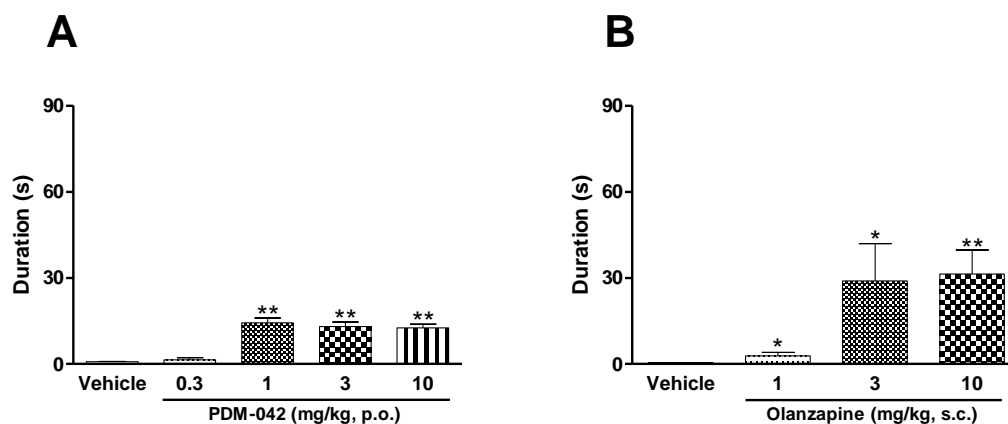 A
Duration (s)
90
60
30
0
**
**
**
Vehicle 0.3 1 3 10
PDM-042 (mg/kg, p.o.)
B
Duration (s)
90
60
30
0
*
*
**
Vehicle 1 3 10
Olanzapine (mg/kg, s.c.)